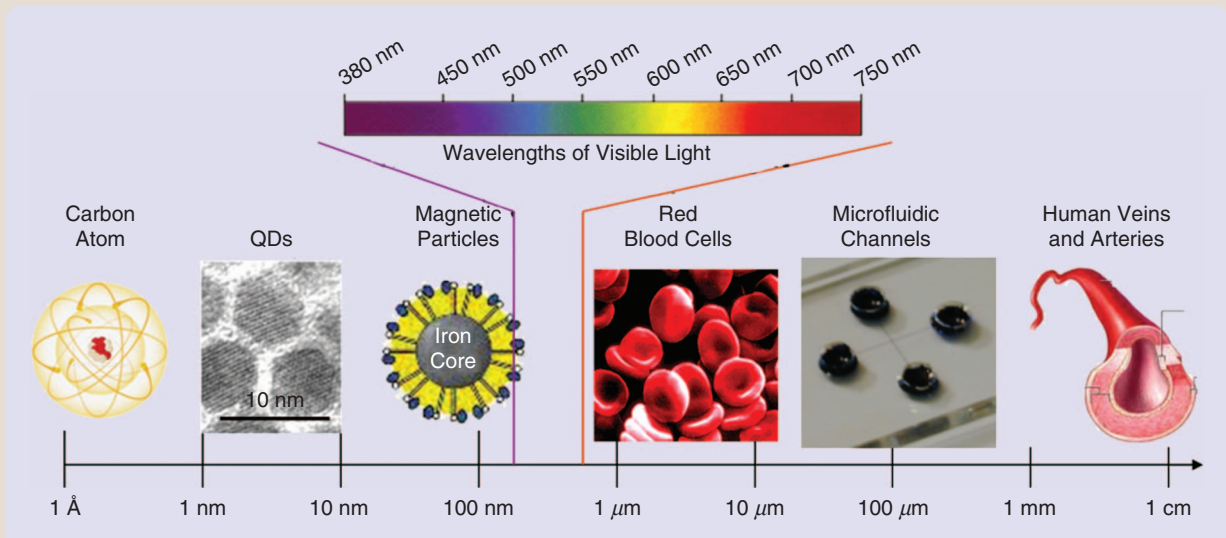 380 nm
450 nm
500 nm
550 nm
600 nm
650 nm
700 nm
750 nm
Wavelengths of Visible Light
Carbon
Atom
QDs
Magnetic
Particles
Red
Blood Cells
Microfluidic
Channels
Human Veins
and Arteries
Iron
Core
10 nm
1 Å
1 nm
10 nm
100 nm
1 μm
10 μm
100 μm
1 mm
1 cm